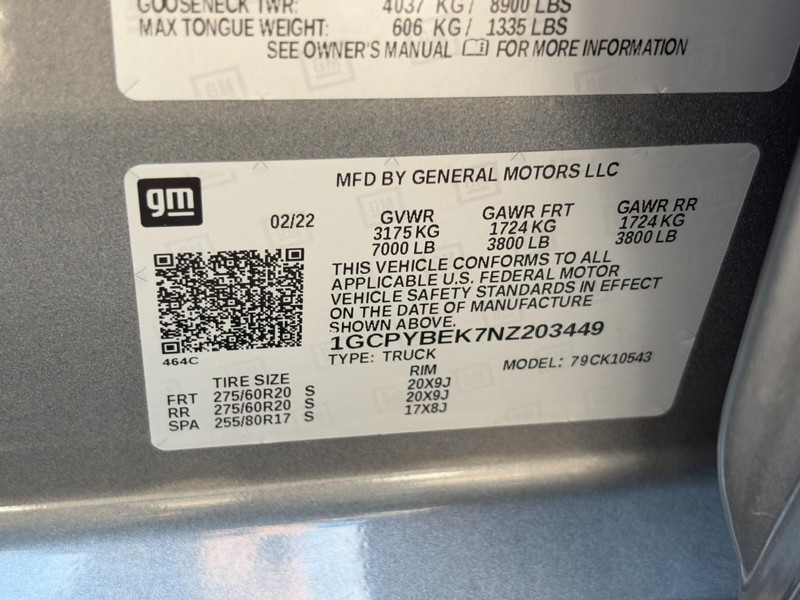 GOOSENECK TWR: 4037 KG/ 8900 LBS
MAX TONGUE WEIGHT: 606 KG/ 1335 LBS
SEE OWNER'S MANUAL FOR MORE INFORMATION
gm
MFD BY GENERAL MOTORS LLC
02/22 GVWR GAWR FRT GAWR RR
3175 KG 1724 KG 1724 KG
7000 LB 3800 LB 3800 LB
THIS VEHICLE CONFORMS TO ALL
APPLICABLE U.S. FEDERAL MOTOR
VEHICLE SAFETY STANDARDS IN EFFECT
ON THE DATE OF MANUFACTURE
SHOWN ABOVE.
1GCPYBEK7NZ203449
464C
TYPE: TRUCK MODEL: 79CK10543
TIRE SIZE RIM
FRT 275/60R20 S 20X9J
RR 275/60R20 S 20X9J
SPA 255/80R17 S 17X8J